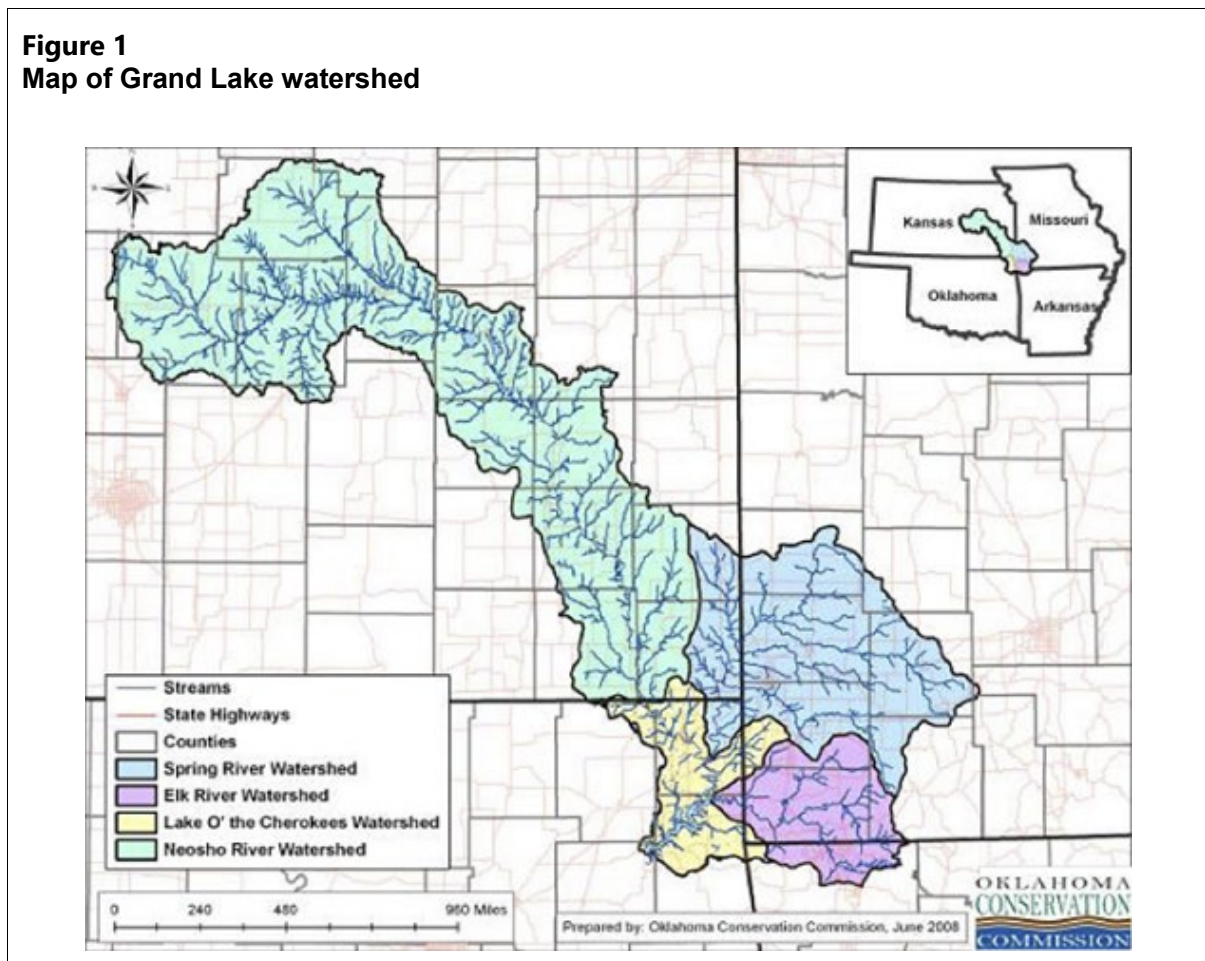 Figure 1
Map of Grand Lake watershed
Kansas
Missouri
Oklahoma
Arkansas
Streams
State Highways
Counties
Spring River Watershed
Elk River Watershed
Lake O' the Cherokees Watershed
Neosho River Watershed
0 240 480 960 Miles
Prepared by: Oklahoma Conservation Commission, June 2008
OKLAHOMA
CONSERVATION
COMMISSION